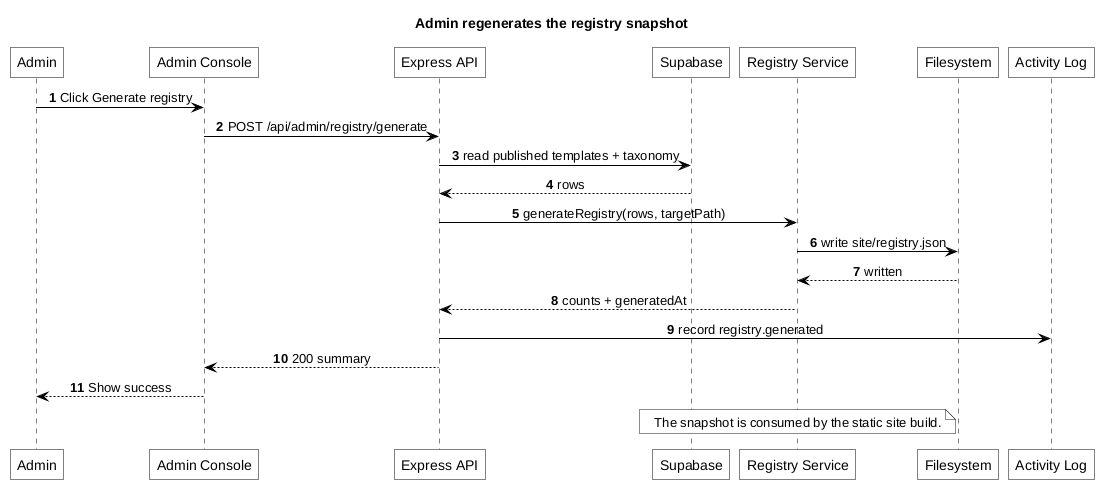 Admin regenerates the registry snapshot
Admin
Admin Console
Express API
Supabase
Registry Service
Filesystem
Activity Log
1 Click Generate registry
2 POST /api/admin/registry/generate
3 read published templates + taxonomy
4 rows
5 generateRegistry(rows, targetPath)
6 write site/registry.json
7 written
8 counts + generatedAt
9 record registry.generated
10 200 summary
11 Show success
The snapshot is consumed by the static site build.
Admin
Admin Console
Express API
Supabase
Registry Service
Filesystem
Activity Log